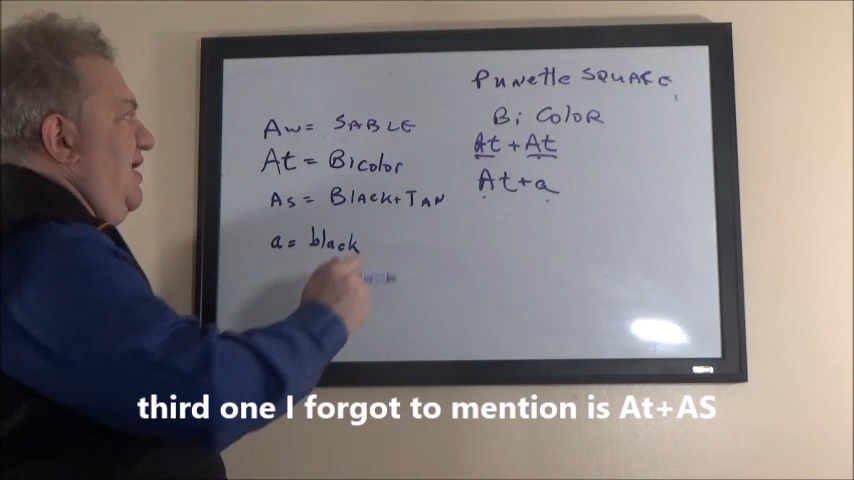 Punette SQUARE
Bi Color
At + At
At+a
Aw = SABLE
At = Bicolor
As = Black+TAN
a = black
third one I forgot to mention is At+AS